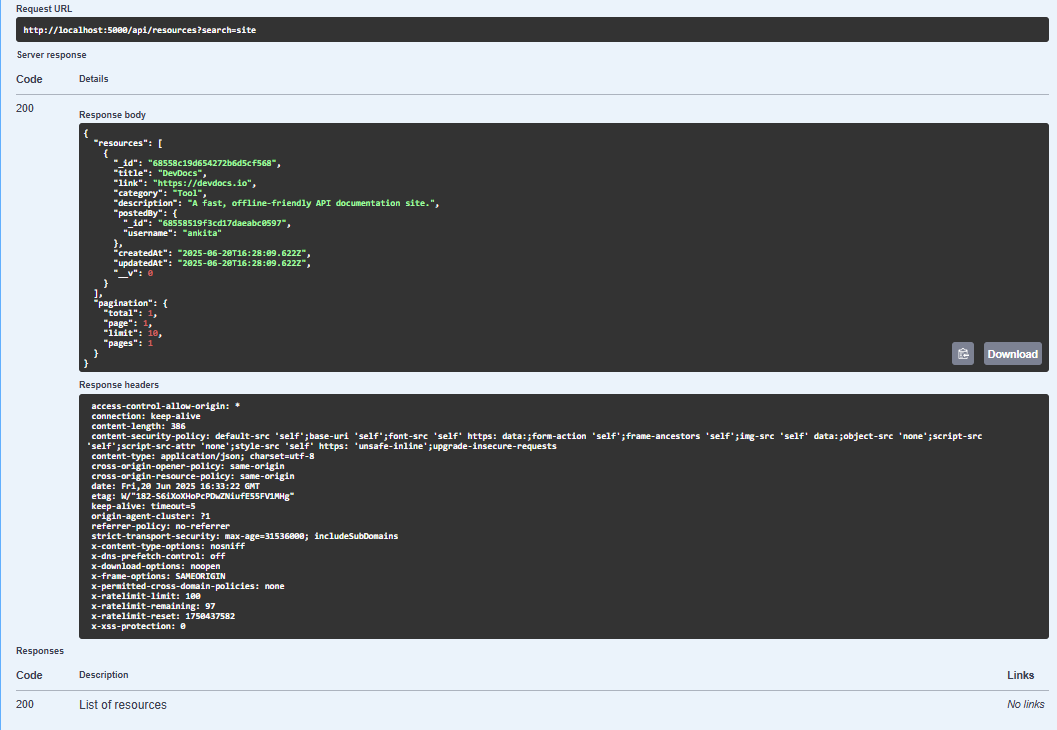 Request URL
http://localhost:5000/api/resources?search=site
Server response
Code Details
200
Response body
{
  "resources": [
    {
      "_id": "68558c19d654272b6d5cf568",
      "title": "DevDocs",
      "link": "https://devdocs.io",
      "category": "Tool",
      "description": "A fast, offline-friendly API documentation site.",
      "postedBy": {
        "_id": "68558519f3cd17daeabc0597",
        "username": "ankita"
      },
      "createdAt": "2025-06-20T16:28:09.622Z",
      "updatedAt": "2025-06-20T16:28:09.622Z",
      "__v": 0
    }
  ],
  "pagination": {
    "total": 1,
    "page": 1,
    "limit": 10,
    "pages": 1
  }
}
Download
Response headers
access-control-allow-origin: *
connection: keep-alive
content-length: 386
content-security-policy: default-src 'self';base-uri 'self';font-src 'self' https: data:;form-action 'self';frame-ancestors 'self';img-src 'self' data:;object-src 'none';script-src
'self';script-src-attr 'none';style-src 'self' https: 'unsafe-inline';upgrade-insecure-requests
content-type: application/json; charset=utf-8
cross-origin-opener-policy: same-origin
cross-origin-resource-policy: same-origin
date: Fri,20 Jun 2025 16:33:22 GMT
etag: W/"182-S6iXoXHoPcPDwZNiufE55FV1MHg"
keep-alive: timeout=5
origin-agent-cluster: ?1
referrer-policy: no-referrer
strict-transport-security: max-age=31536000; includeSubDomains
x-content-type-options: nosniff
x-dns-prefetch-control: off
x-download-options: noopen
x-frame-options: SAMEORIGIN
x-permitted-cross-domain-policies: none
x-ratelimit-limit: 100
x-ratelimit-remaining: 97
x-ratelimit-reset: 1750437582
x-xss-protection: 0
Responses
Code Description Links
200 List of resources No links